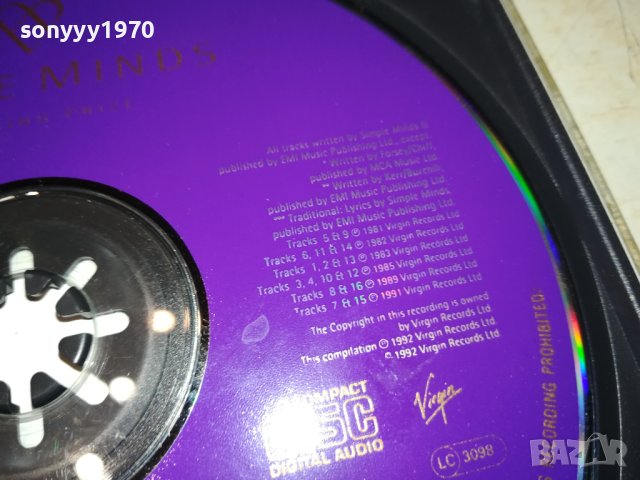 sonyyy1970
E MINDS
All tracks written by Simple Minds &
published by EMI Music Publishing Ltd., except
* Written by Forsey/Schiff,
published by MCA Music Ltd.
** Written by Kerr/Burchill,
published by EMI Music Publishing Ltd.
*** Traditional: Lyrics by Simple Minds.
published by EMI Music Publishing Ltd.
Tracks 5 & 9 ℗ 1981 Virgin Records Ltd
Tracks 6, 11 & 14 ℗ 1982 Virgin Records Ltd
Tracks 1, 2 & 13 ℗ 1983 Virgin Records Ltd
Tracks 3, 4, 10 & 12 ℗ 1985 Virgin Records Ltd
Tracks 8 & 16 ℗ 1989 Virgin Records Ltd
Tracks 7 & 15 ℗ 1991 Virgin Records Ltd
The Copyright in this recording is owned
by Virgin Records Ltd.
This compilation ℗ 1992 Virgin Records Ltd.
© 1992 Virgin Records Ltd.
COMPACT
DISC
DIGITAL AUDIO
Virgin
LC 3098
RECORDING PROHIBITED.
BAZAR
bg